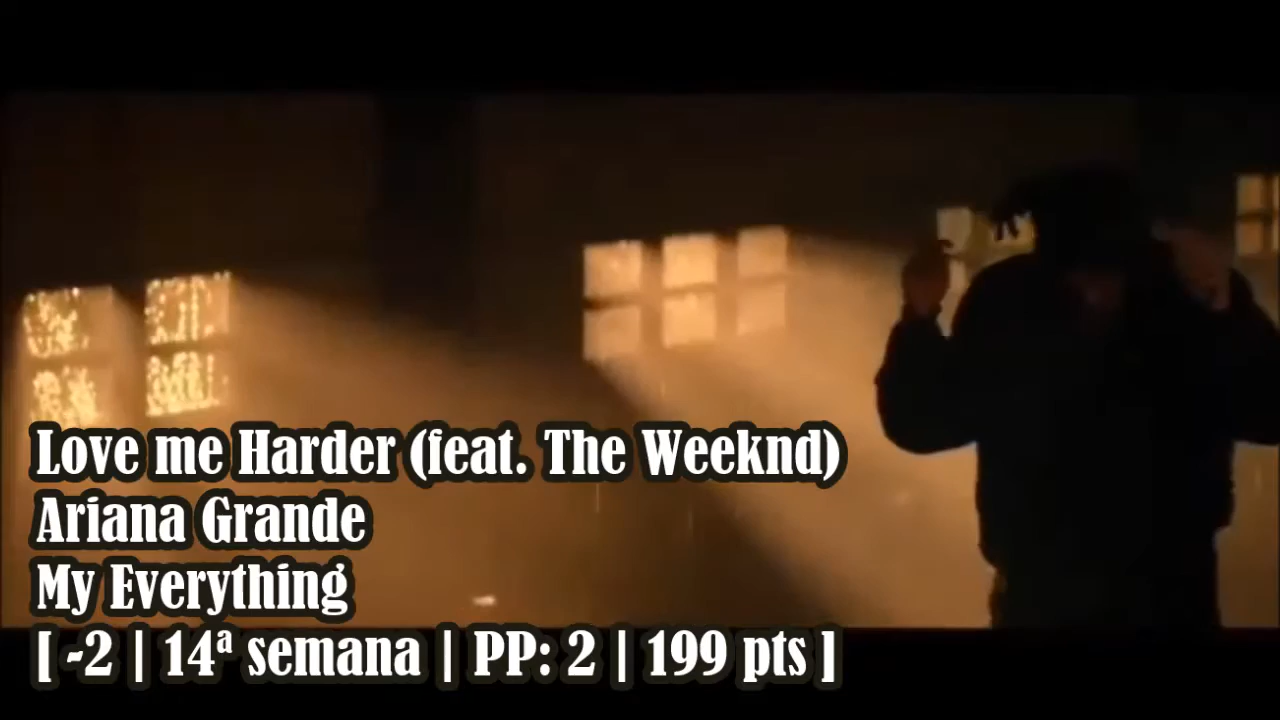 Love me Harder (feat. The Weeknd)
Ariana Grande
My Everything
[ -2 | 14ª semana | PP: 2 | 199 pts ]